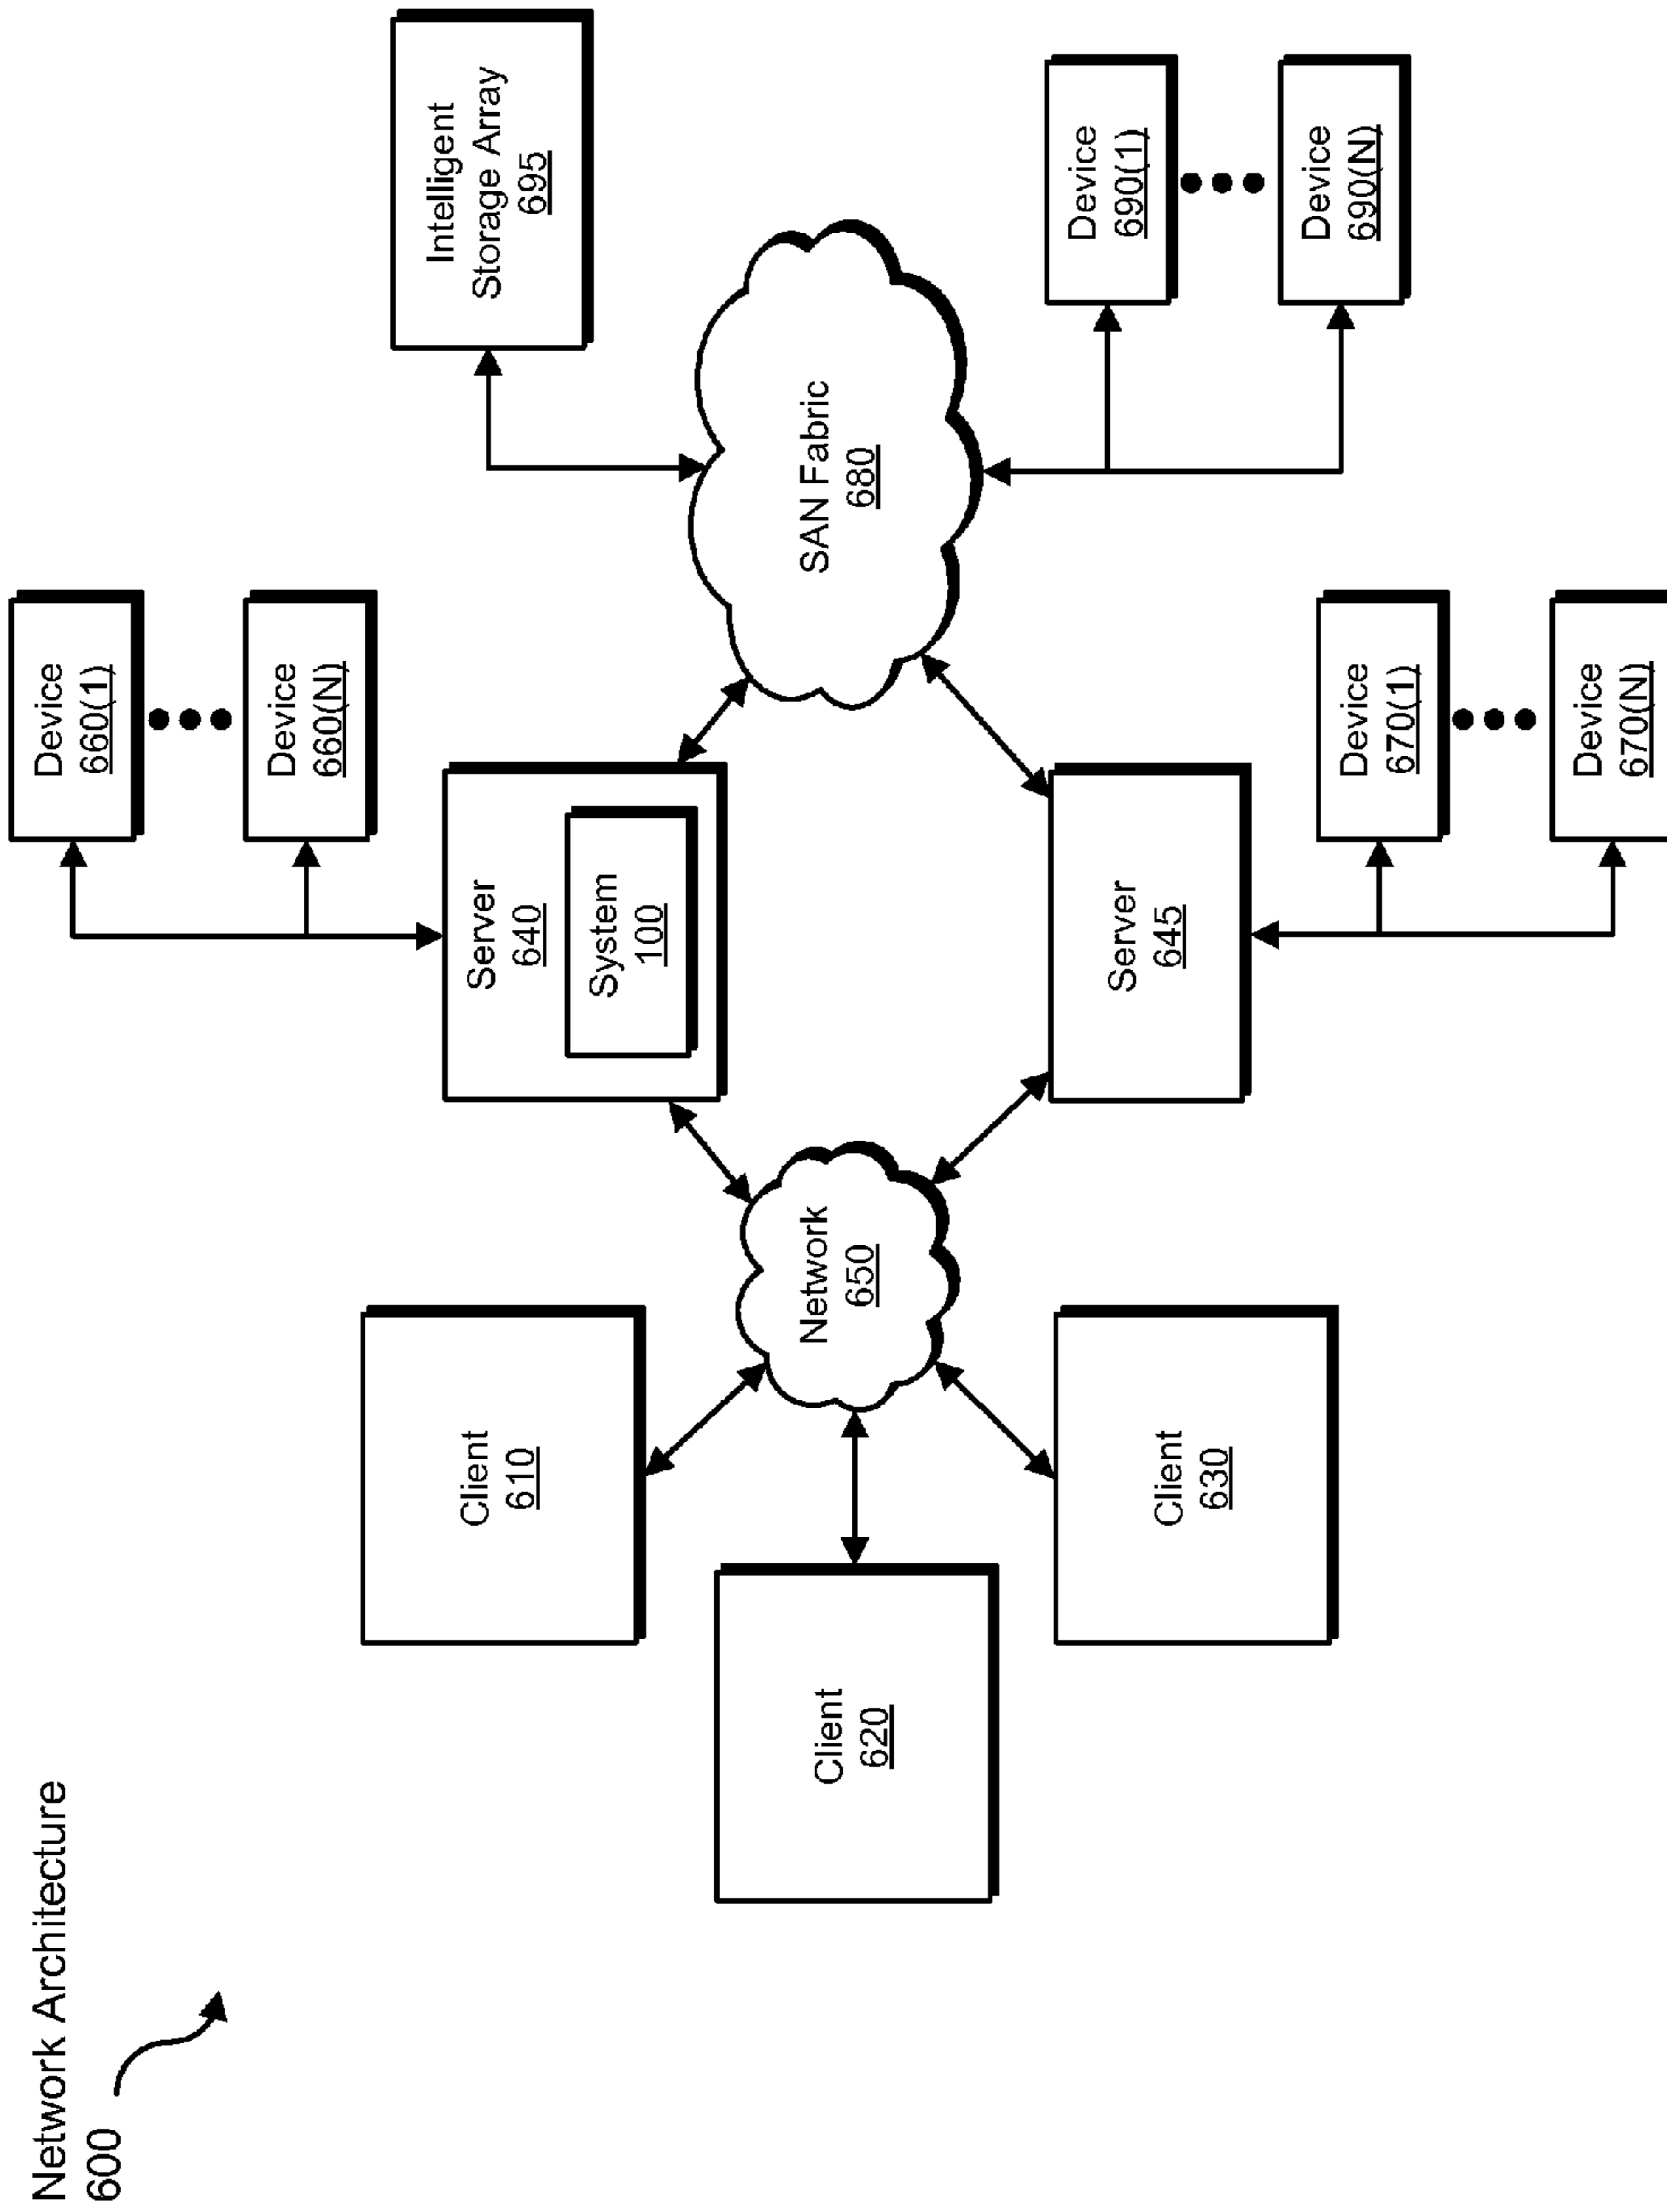 Network Architecture
600
Device
660(1)
Device
660(N)
Intelligent
Storage Array
695
Client
610
Server
640
System
100
Client
620
Network
650
SAN Fabric
680
Device
690(1)
Device
690(N)
Client
630
Server
645
Device
670(1)
Device
670(N)